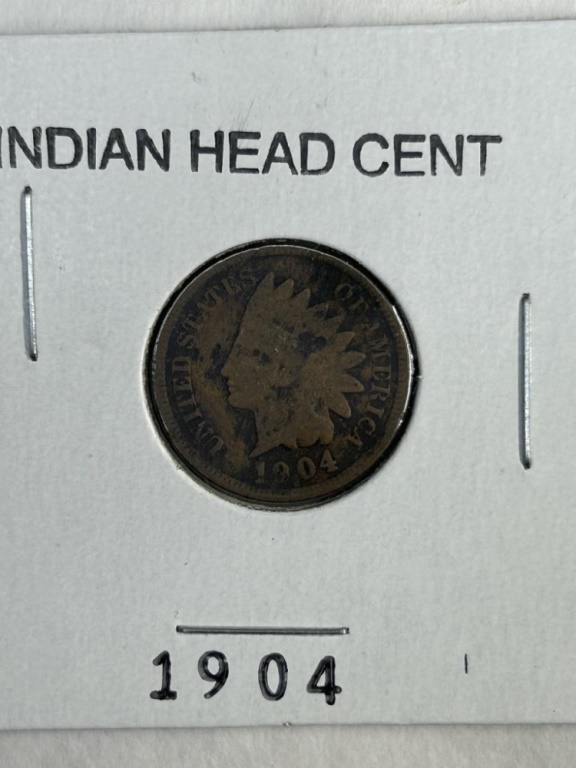 INDIAN HEAD CENT
UNITED STATES OF AMERICA
1904
1904